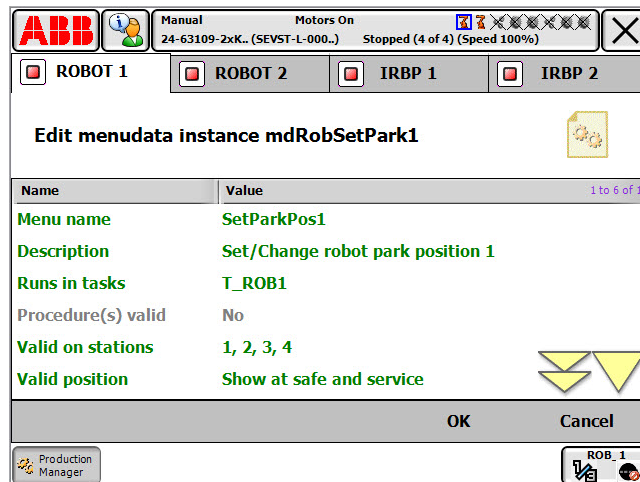 ABB
Manual Motors On
24-63109-2xK.. (SEVST-L-000..) Stopped (4 of 4) (Speed 100%)
ROBOT 1 ROBOT 2 IRBP 1 IRBP 2
Edit menudata instance mdRobSetPark1
Name Value 1 to 6 of 1
Menu name SetParkPos1
Description Set/Change robot park position 1
Runs in tasks T_ROB1
Procedure(s) valid No
Valid on stations 1, 2, 3, 4
Valid position Show at safe and service
OK Cancel
Production
Manager
ROB_1
1/3